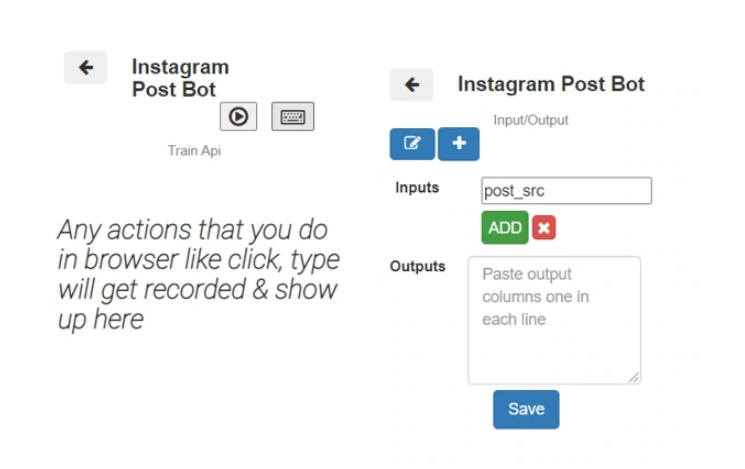 Instagram
Post Bot
Train Api
Any actions that you do
in browser like click, type
will get recorded & show
up here
Instagram Post Bot
Input/Output
Inputs
post_src
ADD
Outputs
Paste output
columns one in
each line
Save